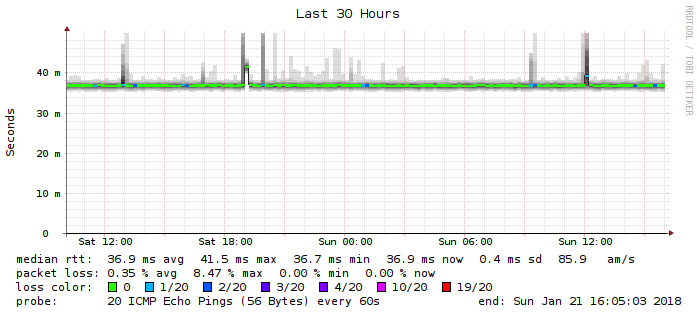 Last 30 Hours
RRDTOOL / TOBI OETIKER
Seconds
40 m
30 m
20 m
10 m
0
Sat 12:00 Sat 18:00 Sun 00:00 Sun 06:00 Sun 12:00
median rtt: 36.9 ms avg 41.5 ms max 36.7 ms min 36.9 ms now 0.4 ms sd 85.9 am/s
packet loss: 0.35 % avg 8.47 % max 0.00 % min 0.00 % now
loss color: 0 1/20 2/20 3/20 4/20 10/20 19/20
probe: 20 ICMP Echo Pings (56 Bytes) every 60s end: Sun Jan 21 16:05:03 2018